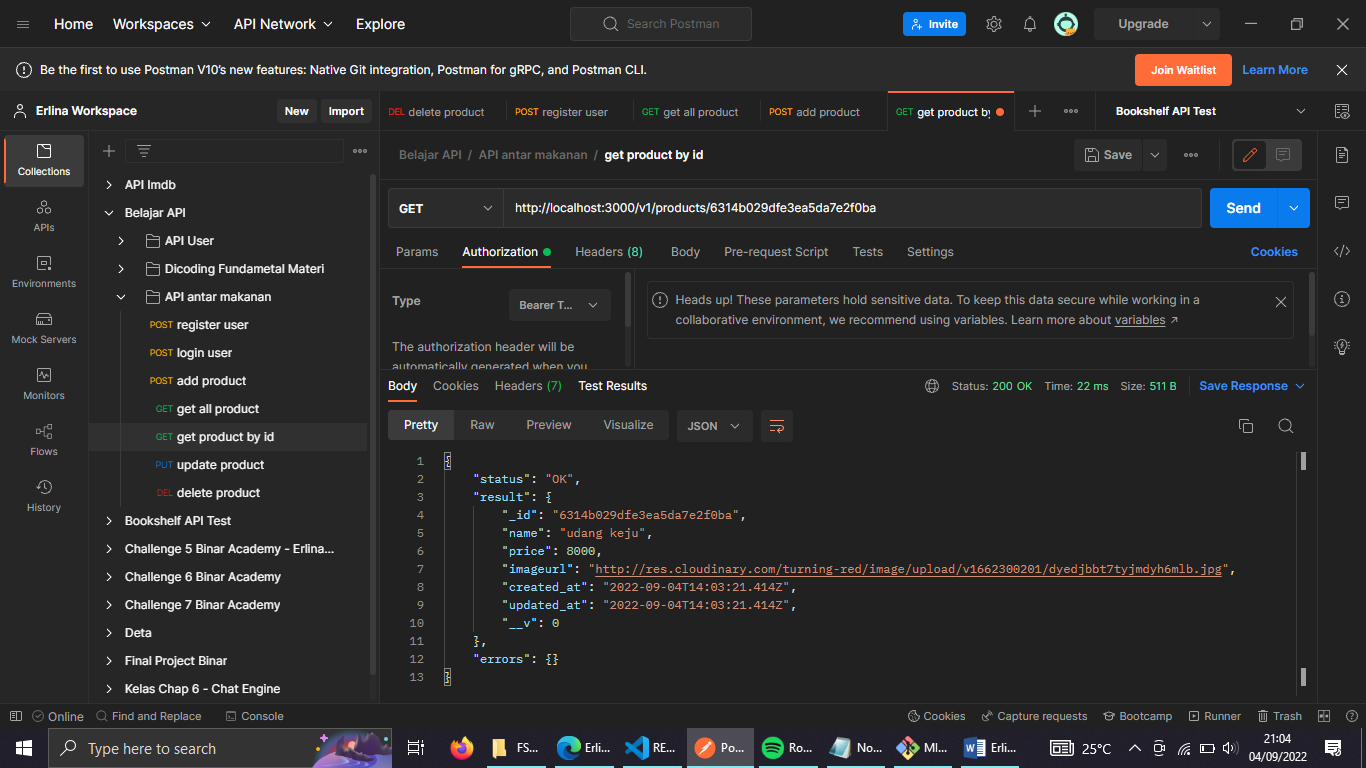 Home Workspaces API Network Explore Search Postman Invite Upgrade
Be the first to use Postman V10's new features: Native Git integration, Postman for gRPC, and Postman CLI. Join Waitlist Learn More
Erlina Workspace New Import
DEL delete product POST register user GET get all product POST add product GET get product by Bookshelf API Test
Collections
APIs
Environments
Mock Servers
Monitors
Flows
History
API Imdb
Belajar API
API User
Dicoding Fundametal Materi
API antar makanan
POST register user
POST login user
POST add product
GET get all product
GET get product by id
PUT update product
DEL delete product
Bookshelf API Test
Challenge 5 Binar Academy - Erlina...
Challenge 6 Binar Academy
Challenge 7 Binar Academy
Deta
Final Project Binar
Kelas Chap 6 - Chat Engine
Belajar API / API antar makanan / get product by id Save
GET http://localhost:3000/v1/products/6314b029dfe3ea5da7e2f0ba Send
Params Authorization Headers (8) Body Pre-request Script Tests Settings Cookies
Type Bearer T...
The authorization header will be
automatically generated when you
Heads up! These parameters hold sensitive data. To keep this data secure while working in a
collaborative environment, we recommend using variables. Learn more about variables
Body Cookies Headers (7) Test Results Status: 200 OK Time: 22 ms Size: 511 B Save Response
Pretty Raw Preview Visualize JSON
1 {
2 "status": "OK",
3 "result": {
4 "_id": "6314b029dfe3ea5da7e2f0ba",
5 "name": "udang keju",
6 "price": 8000,
7 "imageurl": "http://res.cloudinary.com/turning-red/image/upload/v1662300201/dyedjbbt7tyjmdyh6mlb.jpg",
8 "created_at": "2022-09-04T14:03:21.414Z",
9 "updated_at": "2022-09-04T14:03:21.414Z",
10 "__v": 0
11 },
12 "errors": {}
13 }
Online Find and Replace Console Cookies Capture requests Bootcamp Runner Trash
Type here to search FS... Erli... RE... Po... Ro... No... MI... Erli... 25°C 21:04
04/09/2022